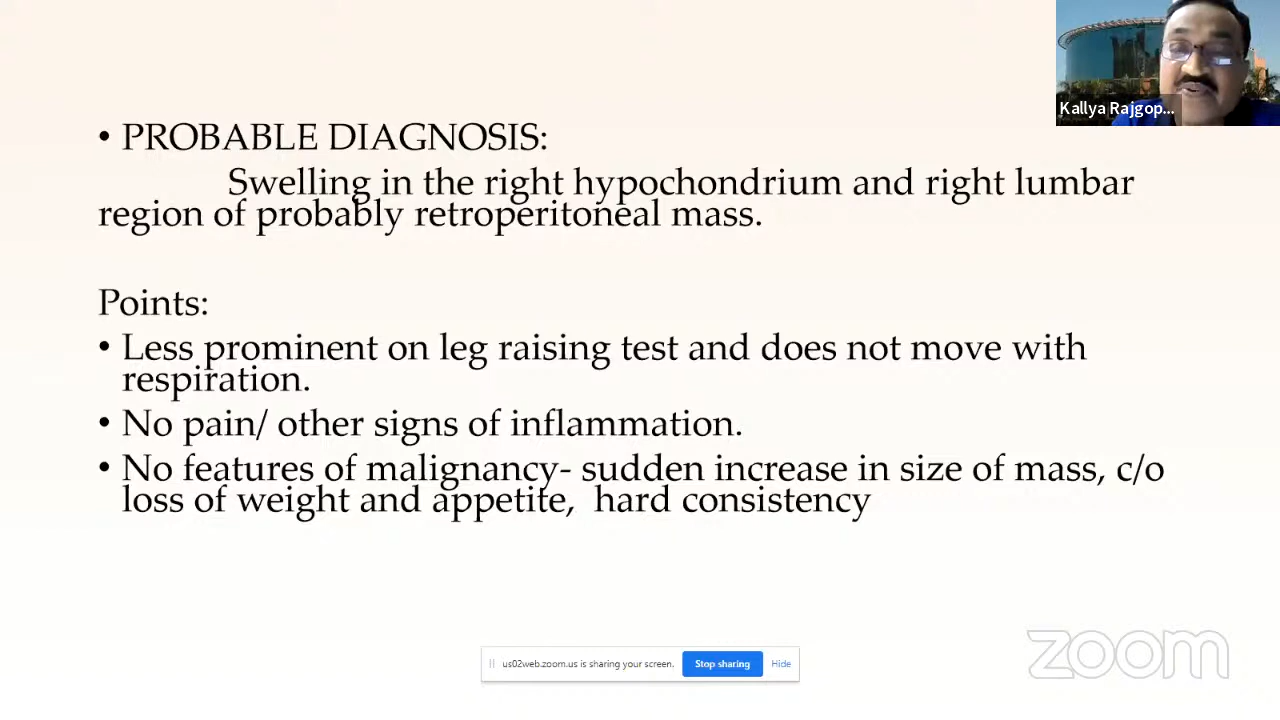 Kallya Rajgop...
• PROBABLE DIAGNOSIS:
Swelling in the right hypochondrium and right lumbar
region of probably retroperitoneal mass.
Points:
• Less prominent on leg raising test and does not move with
respiration.
• No pain/ other signs of inflammation.
• No features of malignancy- sudden increase in size of mass, c/o
loss of weight and appetite, hard consistency
us02web.zoom.us is sharing your screen. Stop sharing Hide
zoom